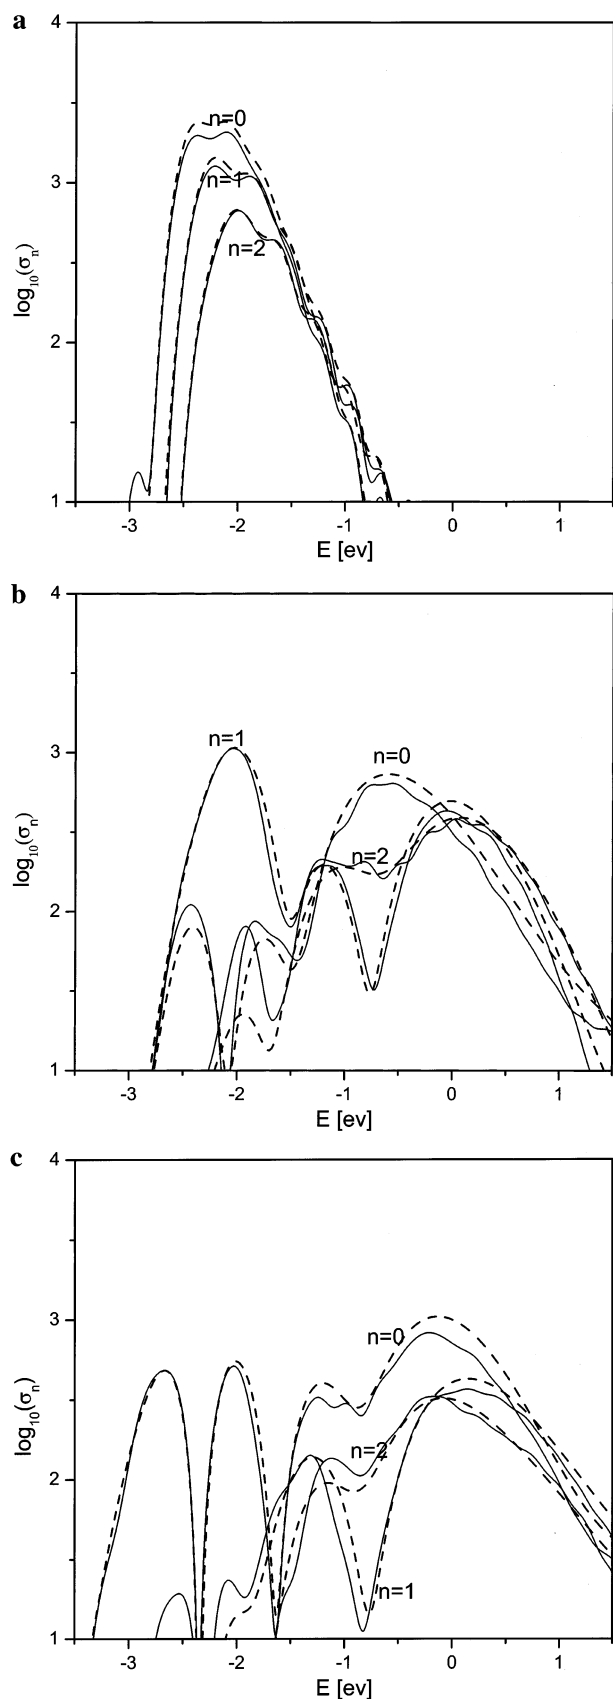 a
4
n=0
3
n=1
n=2
log₁₀(σₙ)
2
1
-3 -2 -1 0 1
E [ev]
b
4
n=1
n=0
3
log₁₀(σₙ)
n=2
2
1
-3 -2 -1 0 1
E [ev]
c
4
3
n=0
log₁₀(σₙ)
n=2
2
n=1
1
-3 -2 -1 0 1
E [ev]